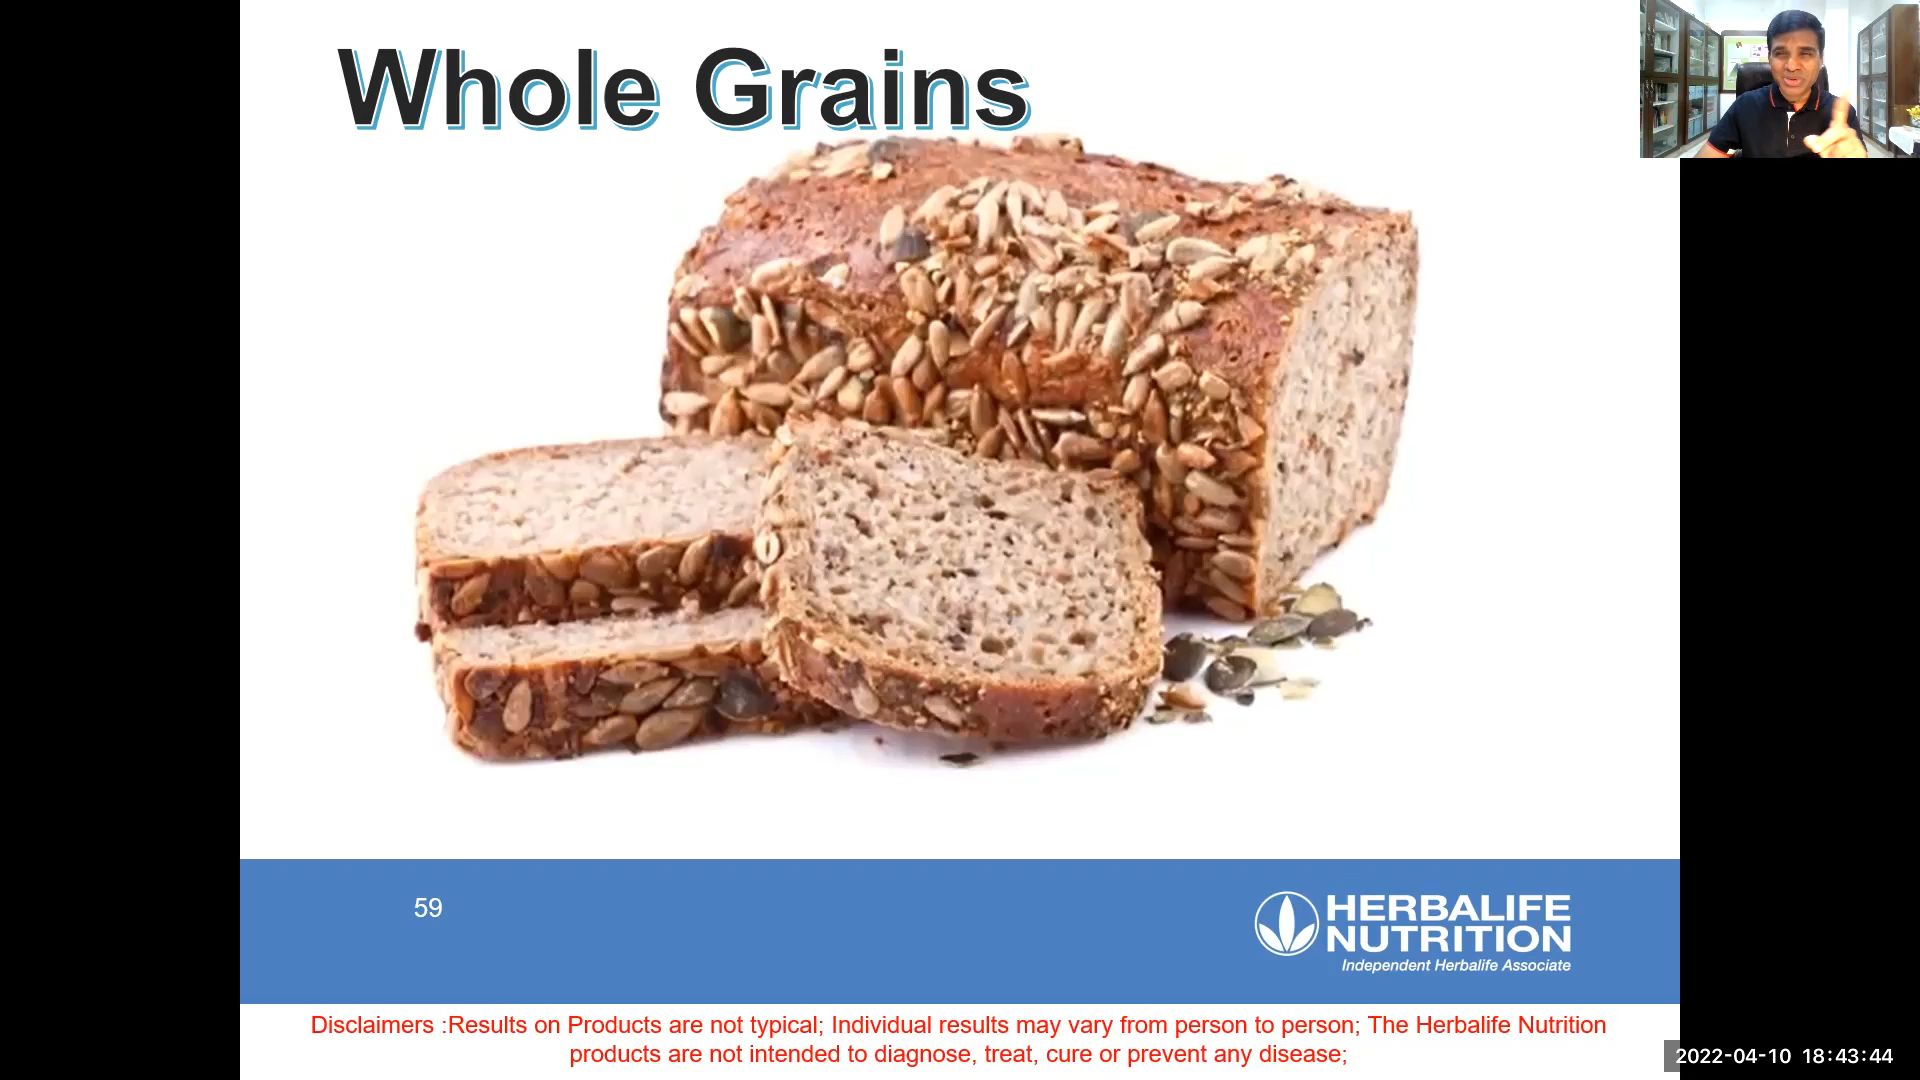 Whole Grains
59
HERBALIFE
NUTRITION
Independent Herbalife Associate
Disclaimers :Results on Products are not typical; Individual results may vary from person to person; The Herbalife Nutrition
products are not intended to diagnose, treat, cure or prevent any disease;
2022-04-10 18:43:44